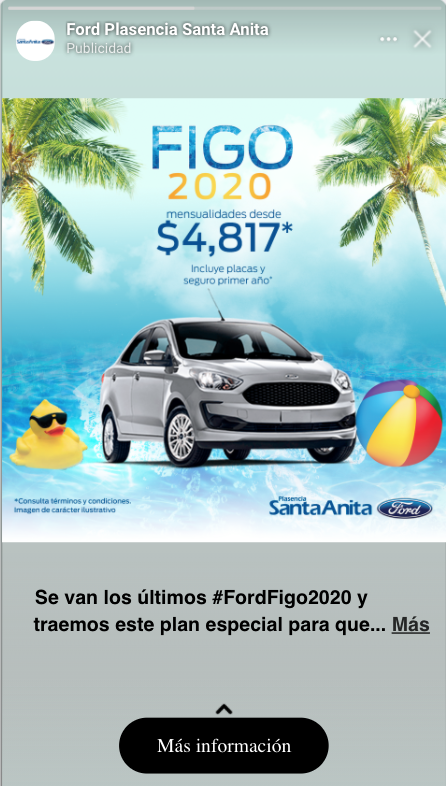 Ford Plasencia Santa Anita
Publicidad
FIGO
2020
mensualidades desde
$4,817*
Incluye placas y
seguro primer año*
*Consulta términos y condiciones.
Imagen de carácter ilustrativo
Plasencia
SantaAnita
Ford
Se van los últimos #FordFigo2020 y
traemos este plan especial para que... Más
Más información